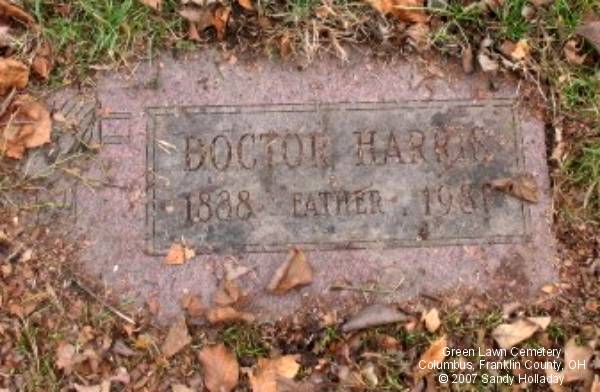 DOCTOR HARRIS
1888 FATHER
Green Lawn Cemetery
Columbus, Franklin County, OH
© 2007 Sandy Holladay